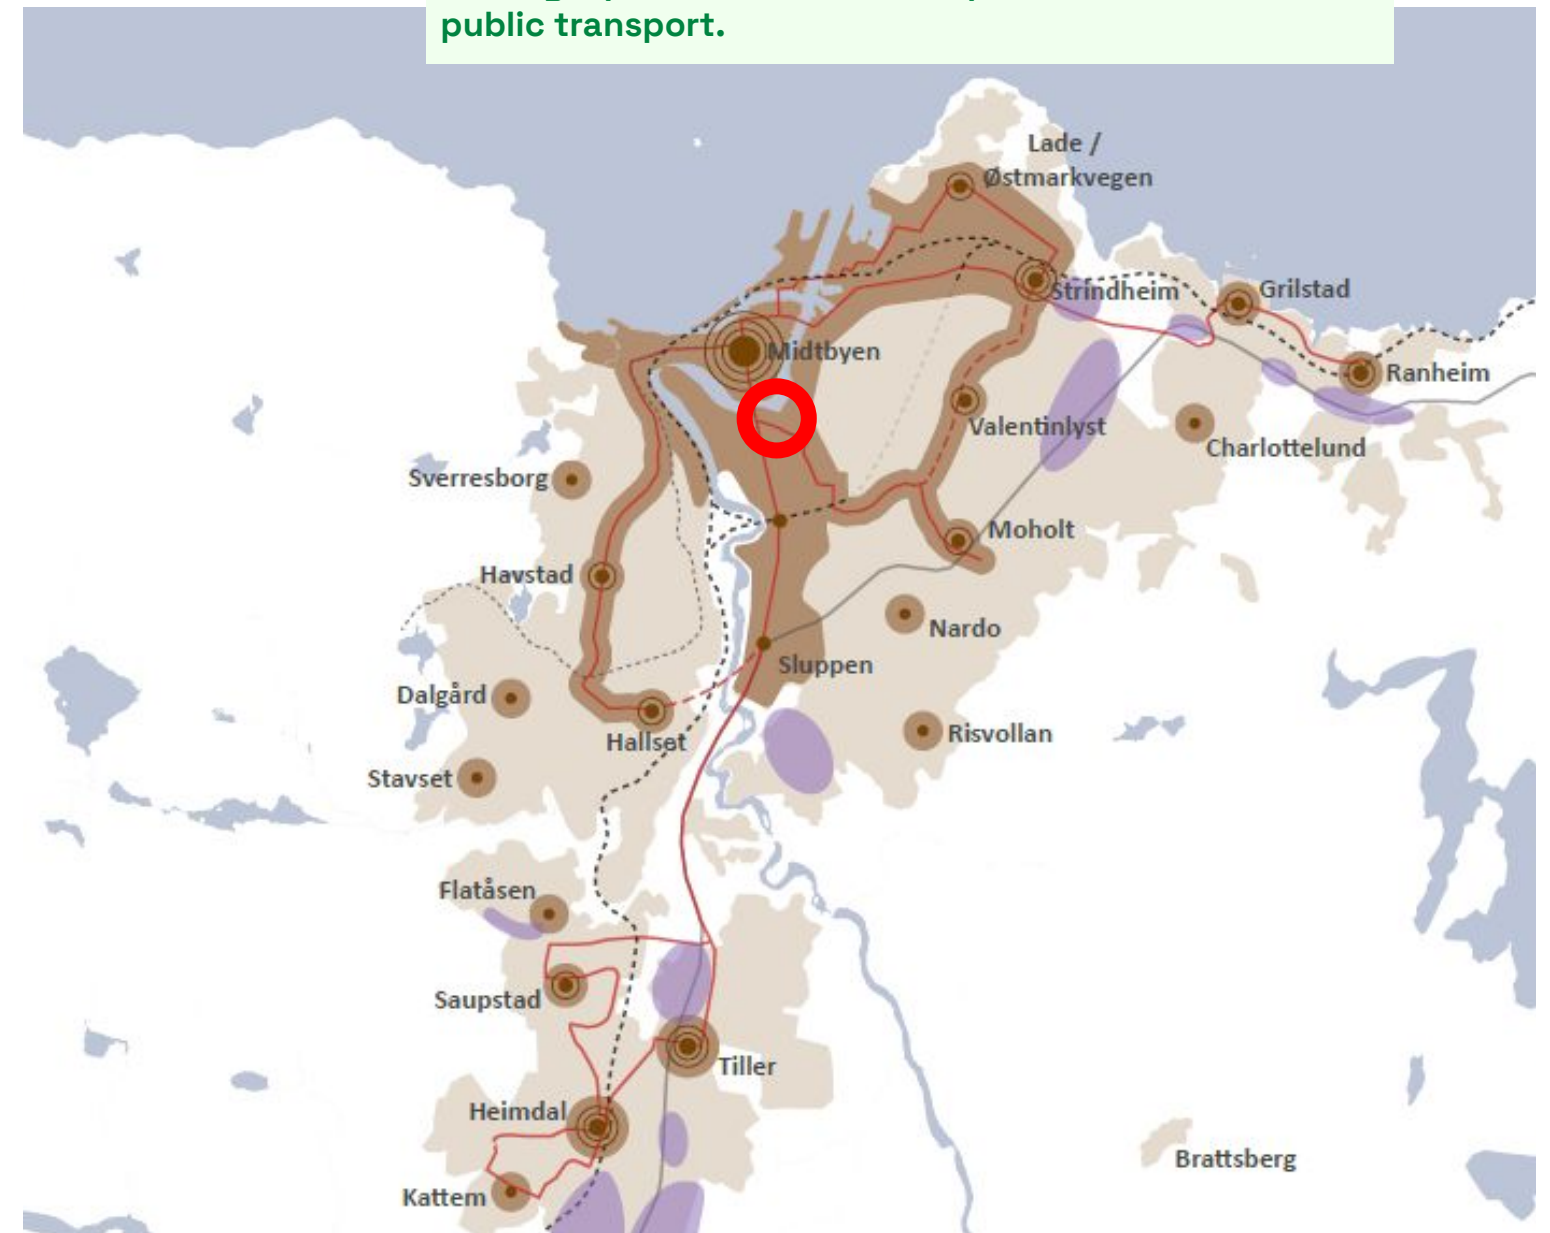 public transport.
Lade /
Østmarkvegen
Strindheim
Grilstad
Midtbyen
Ranheim
Valentinlyst
Charlottelund
Sverresborg
Moholt
Havstad
Nardo
Sluppen
Dalgård
Risvollan
Hallset
Stavset
Flatåsen
Saupstad
Tiller
Heimdal
Brattsberg
Kattem